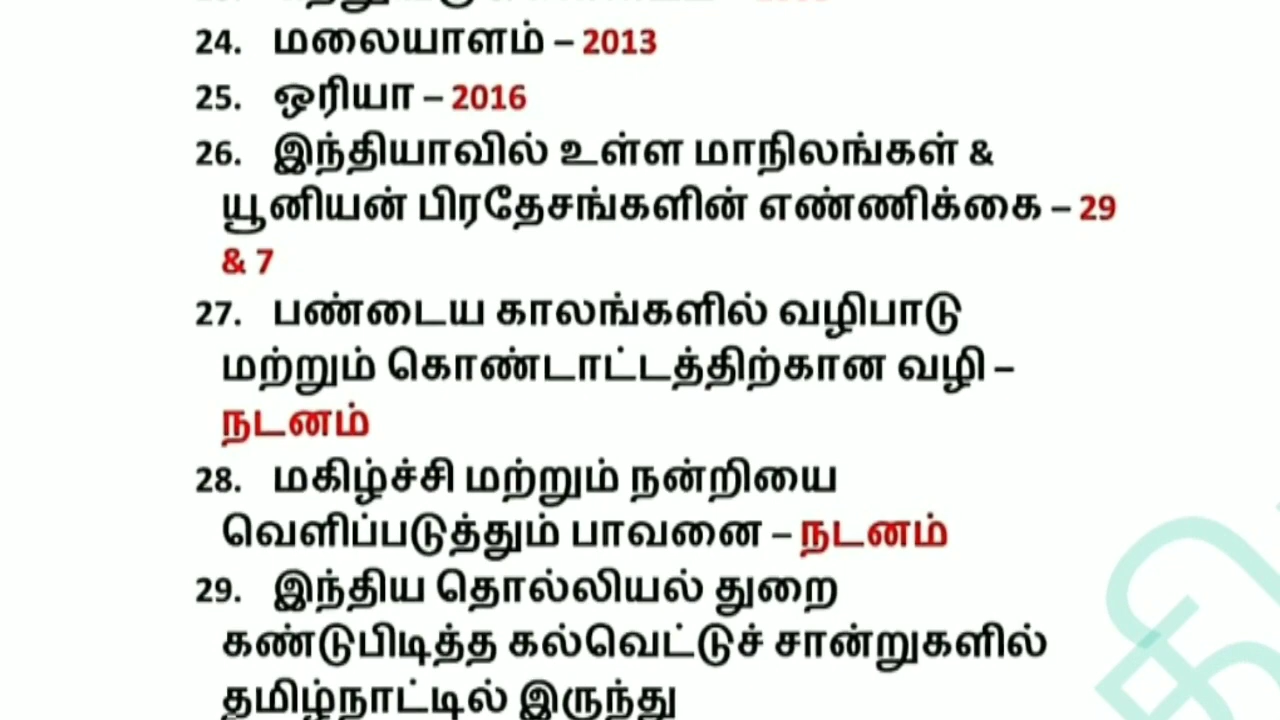 24. மலையாளம் – 2013
25. ஒரியா – 2016
26. இந்தியாவில் உள்ள மாநிலங்கள் &
யூனியன் பிரதேசங்களின் எண்ணிக்கை – 29
& 7
27. பண்டைய காலங்களில் வழிபாடு
மற்றும் கொண்டாட்டத்திற்கான வழி –
நடனம்
28. மகிழ்ச்சி மற்றும் நன்றியை
வெளிப்படுத்தும் பாவனை – நடனம்
29. இந்திய தொல்லியல் துறை
கண்டுபிடித்த கல்வெட்டுச் சான்றுகளில்
தமிழ்நாட்டில் இருந்து